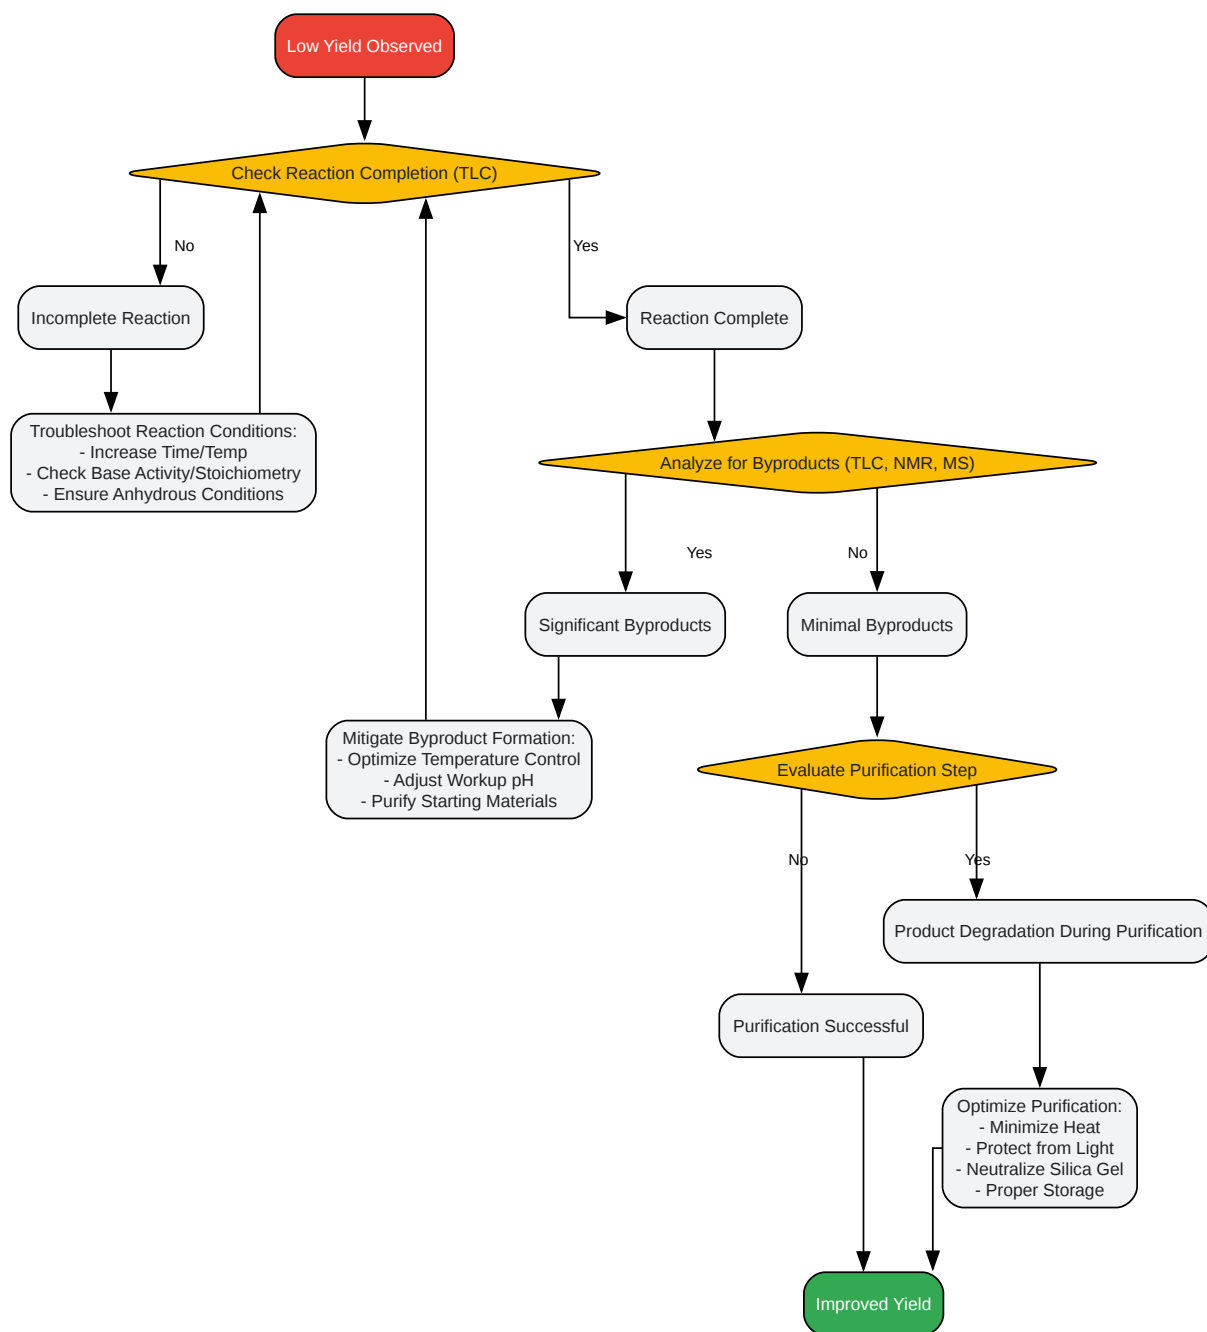 Low Yield Observed
Check Reaction Completion (TLC)
No
Yes
Incomplete Reaction
Reaction Complete
Troubleshoot Reaction Conditions:
- Increase Time/Temp
- Check Base Activity/Stoichiometry
- Ensure Anhydrous Conditions
Analyze for Byproducts (TLC, NMR, MS)
Yes
No
Significant Byproducts
Minimal Byproducts
Mitigate Byproduct Formation:
- Optimize Temperature Control
- Adjust Workup pH
- Purify Starting Materials
Evaluate Purification Step
No
Yes
Product Degradation During Purification
Purification Successful
Optimize Purification:
- Minimize Heat
- Protect from Light
- Neutralize Silica Gel
- Proper Storage
Improved Yield